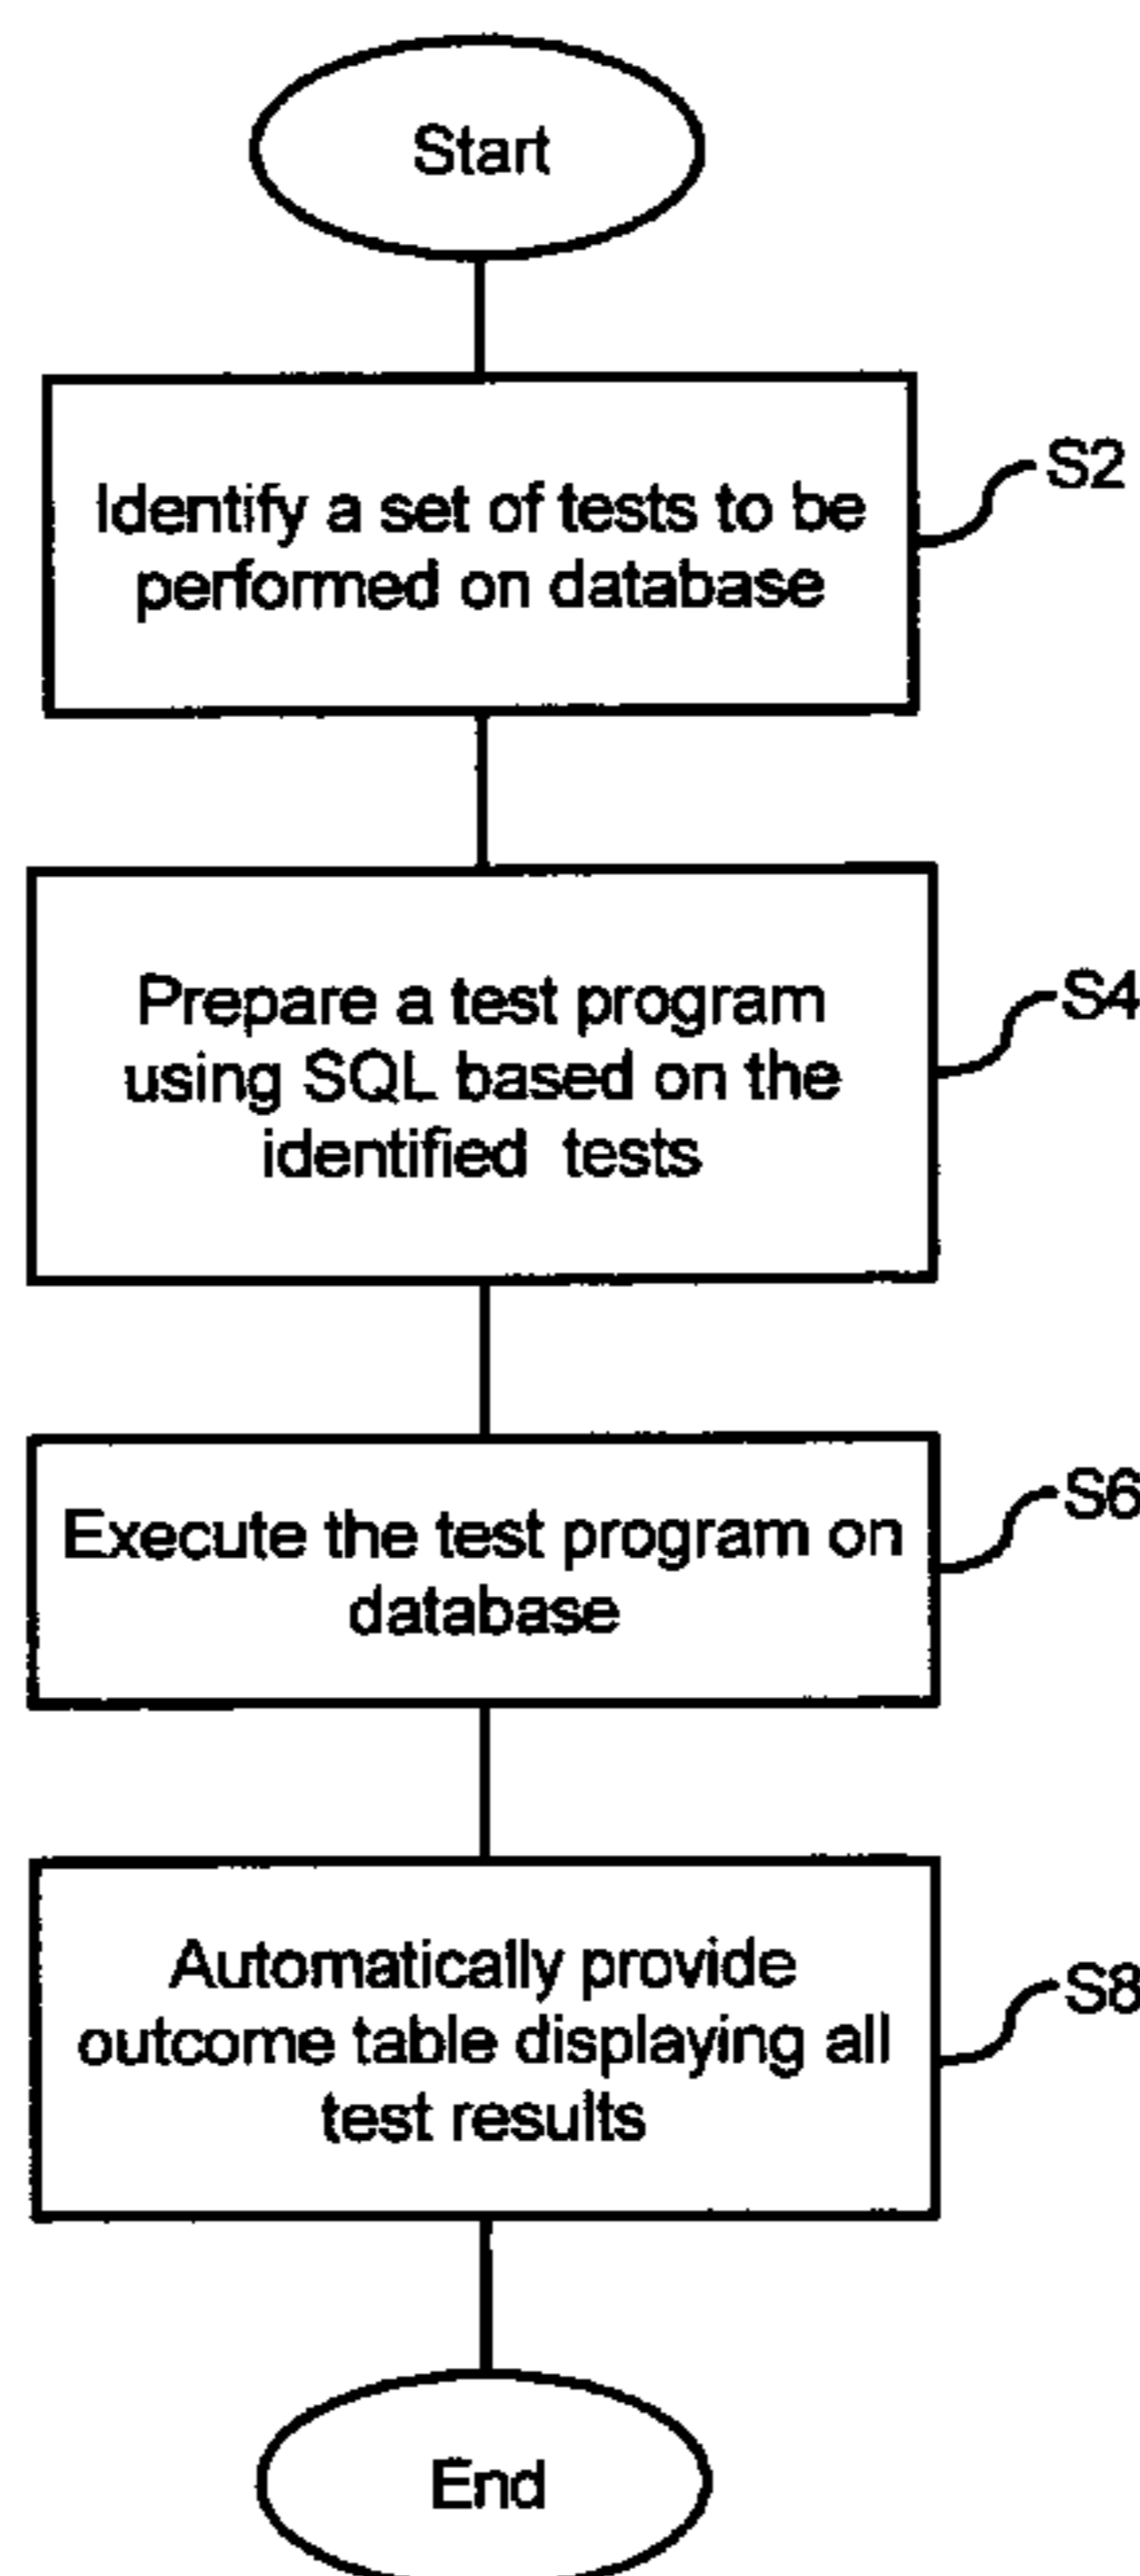 Start
Identify a set of tests to be
performed on database
S2
Prepare a test program
using SQL based on the
identified tests
S4
Execute the test program on
database
S6
Automatically provide
outcome table displaying all
test results
S8
End